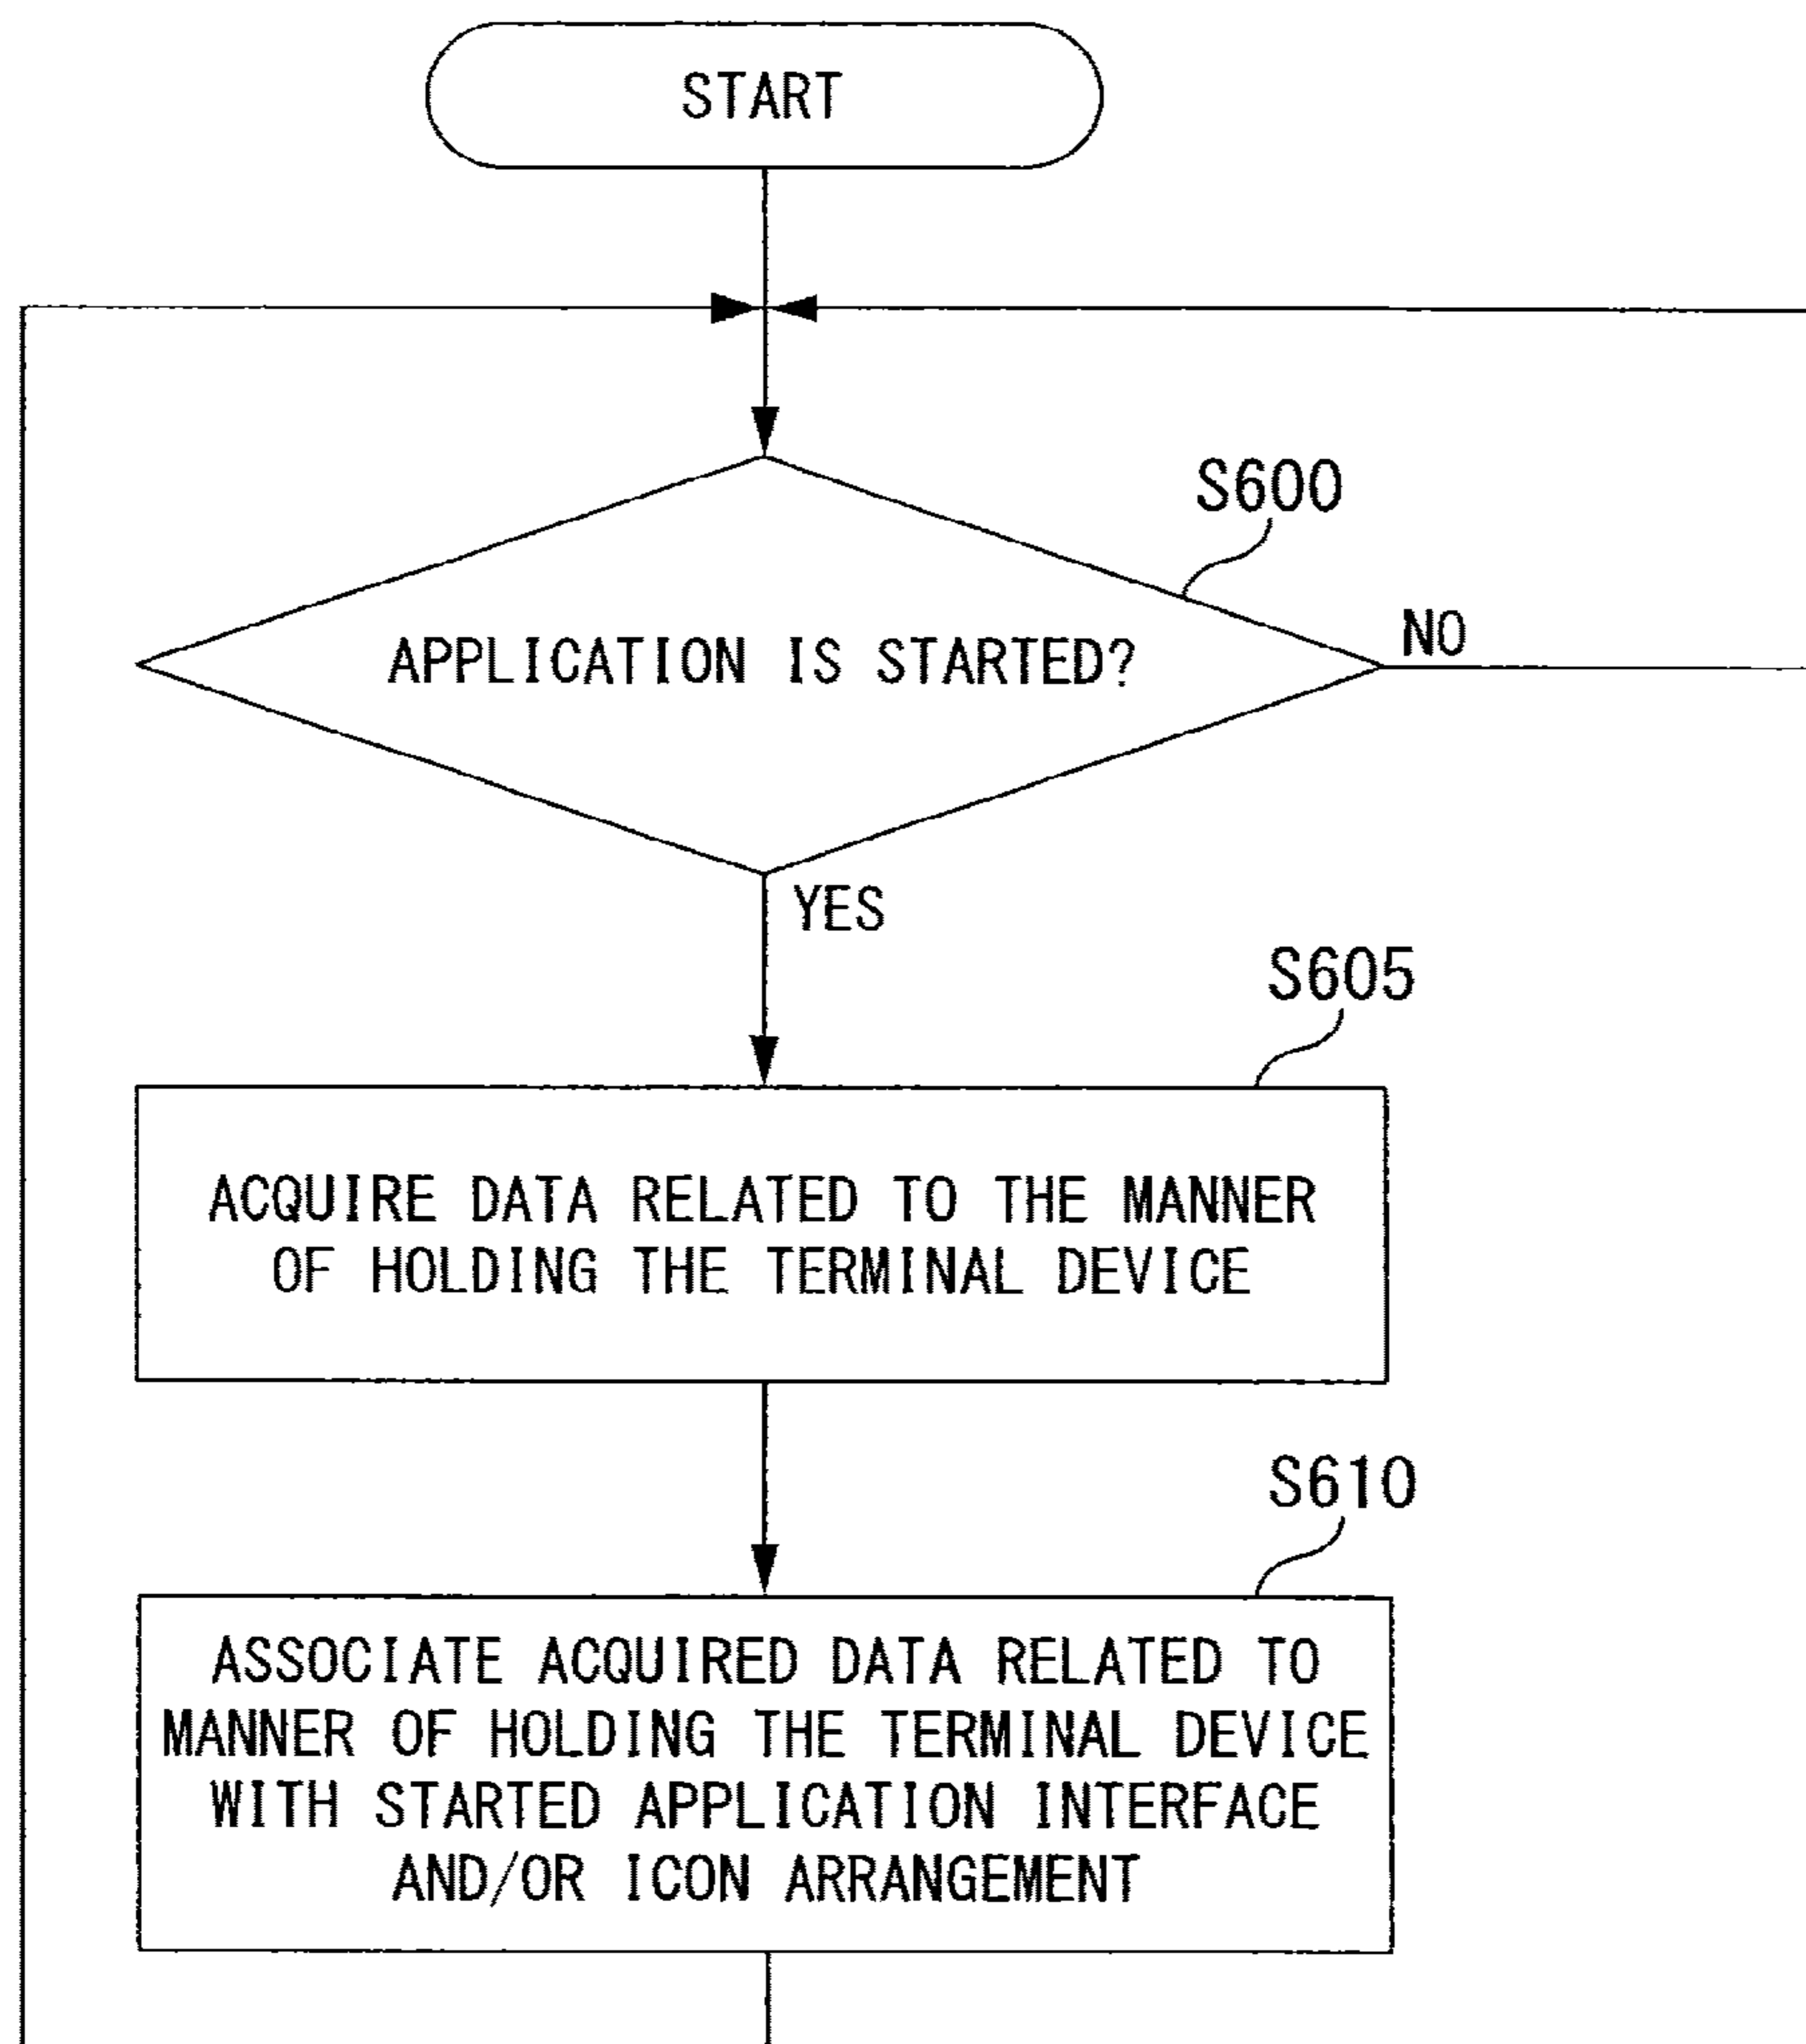 START
S600
APPLICATION IS STARTED?
NO
YES
S605
ACQUIRE DATA RELATED TO THE MANNER
OF HOLDING THE TERMINAL DEVICE
S610
ASSOCIATE ACQUIRED DATA RELATED TO
MANNER OF HOLDING THE TERMINAL DEVICE
WITH STARTED APPLICATION INTERFACE
AND/OR ICON ARRANGEMENT